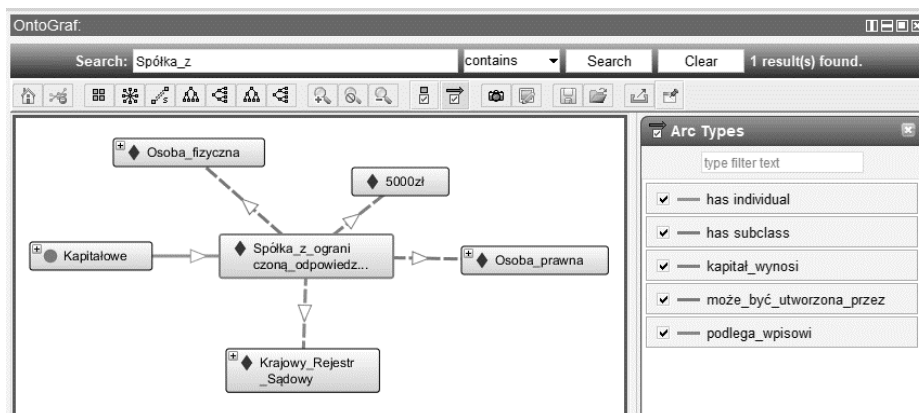 OntoGraf:
Search: Spółka_z contains Search Clear 1 result(s) found.
Arc Types
type filter text
has individual
has subclass
kapitał_wynosi
może_być_utworzona_przez
podlega_wpisowi
Osoba_fizyczna
5000zł
Kapitałowe
Spółka_z_ograni
czoną_odpowiedz...
Osoba_prawna
Krajowy_Rejestr
_Sądowy